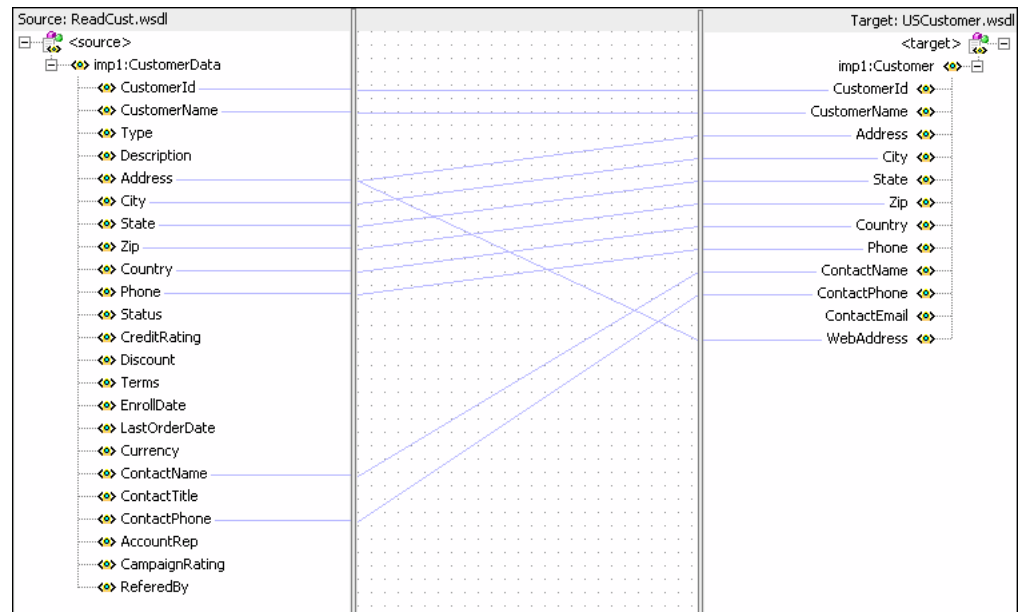 Source: ReadCust.wsdl
<source>
imp1:CustomerData
CustomerId
CustomerName
Type
Description
Address
City
State
Zip
Country
Phone
Status
CreditRating
Discount
Terms
EnrollDate
LastOrderDate
Currency
ContactName
ContactTitle
ContactPhone
AccountRep
CampaignRating
ReferedBy
Target: USCustomer.wsdl
<target>
imp1:Customer
CustomerId
CustomerName
Address
City
State
Zip
Country
Phone
ContactName
ContactPhone
ContactEmail
WebAddress